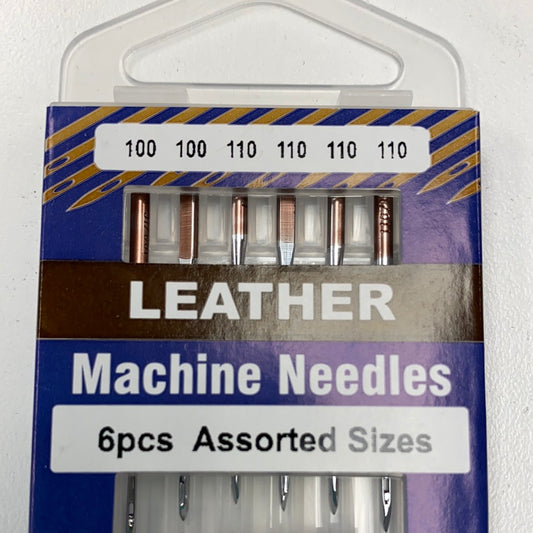 100 100 110 110 110 110
LEATHER
Machine Needles
6pcs Assorted Sizes